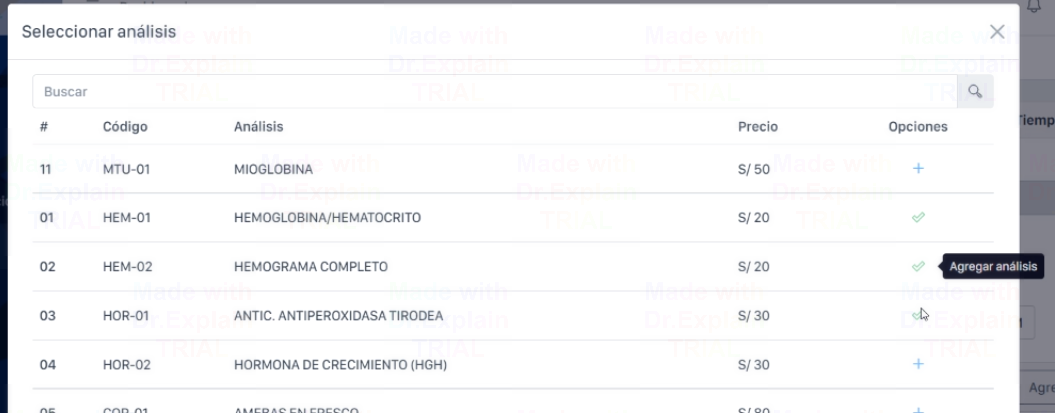 Seleccionar análisis
Buscar
# Código Análisis Precio Opciones
11 MTU-01 MIOGLOBINA S/ 50
01 HEM-01 HEMOGLOBINA/HEMATOCRITO S/ 20
02 HEM-02 HEMOGRAMA COMPLETO S/ 20 Agregar análisis
03 HOR-01 ANTIC. ANTIPEROXIDASA TIRODEA S/ 30
04 HOR-02 HORMONA DE CRECIMIENTO (HGH) S/ 30
05 COP-01 AMEBAS EN FRESCO S/ 80
Made with Dr.Explain TRIAL